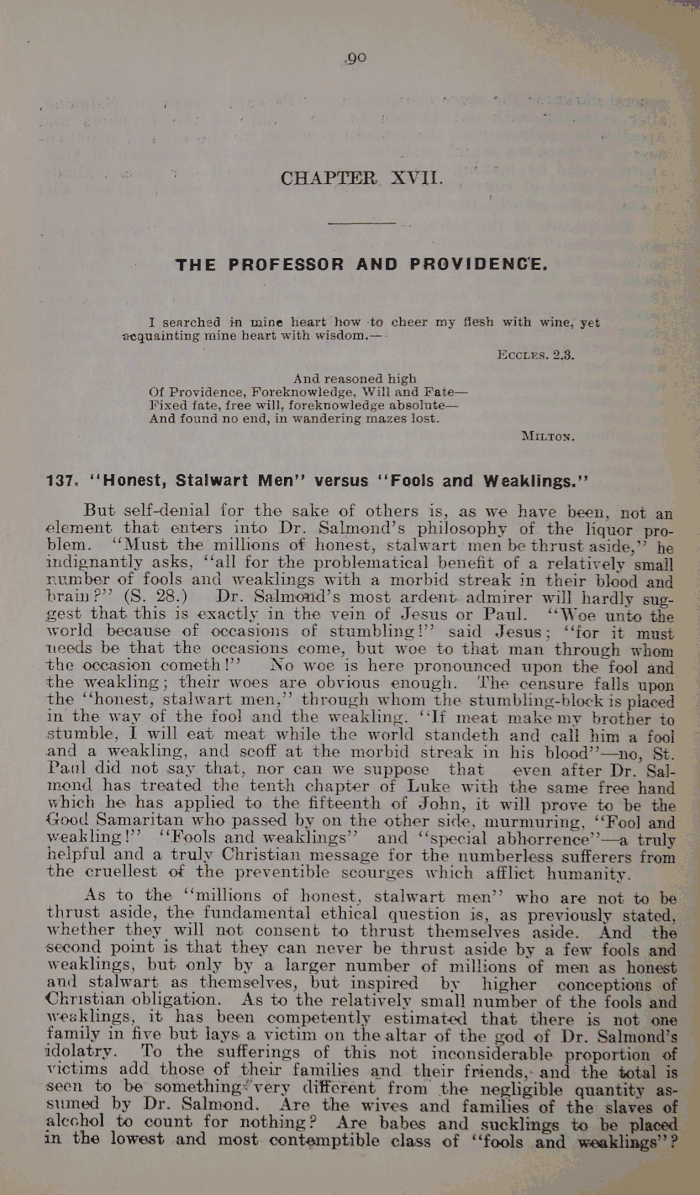 90
CHAPTER XVII.
THE PROFESSOR AND PROVIDENCE.
I searched in mine heart how to cheer my flesh with wine, yet
acquainting mine heart with wisdom.—
ECCLES. 2.3.
And reasoned high
Of Providence, Foreknowledge, Will and Fate—
Fixed fate, free will, foreknowledge absolute—
And found no end, in wandering mazes lost.
MILTON.
137. "Honest, Stalwart Men" versus "Fools and Weaklings."
But self-denial for the sake of others is, as we have been, not an
element that enters into Dr. Salmond's philosophy of the liquor pro-
blem. "Must the millions of honest, stalwart men be thrust aside," he
indignantly asks, "all for the problematical benefit of a relatively small
number of fools and weaklings with a morbid streak in their blood and
brain?" (S. 28.) Dr. Salmond's most ardent admirer will hardly sug-
gest that this is exactly in the vein of Jesus or Paul. "Woe unto the
world because of occasions of stumbling!" said Jesus; "for it must
needs be that the occasions come, but woe to that man through whom
the occasion cometh!" No woe is here pronounced upon the fool and
the weakling; their woes are obvious enough. The censure falls upon
the "honest, stalwart men," through whom the stumbling-block is placed
in the way of the fool and the weakling. "If meat make my brother to
stumble, I will eat meat while the world standeth and call him a fool
and a weakling, and scoff at the morbid streak in his blood"—no, St.
Paul did not say that, nor can we suppose that even after Dr. Sal-
mond has treated the tenth chapter of Luke with the same free hand
which he has applied to the fifteenth of John, it will prove to be the
Good Samaritan who passed by on the other side, murmuring, "Fool and
weakling!" "Fools and weaklings" and "special abhorrence"—a truly
helpful and a truly Christian message for the numberless sufferers from
the cruellest of the preventible scourges which afflict humanity.
As to the "millions of honest, stalwart men" who are not to be
thrust aside, the fundamental ethical question is, as previously stated,
whether they will not consent to thrust themselves aside. And the
second point is that they can never be thrust aside by a few fools and
weaklings, but only by a larger number of millions of men as honest
and stalwart as themselves, but inspired by higher conceptions of
Christian obligation. As to the relatively small number of the fools and
weaklings, it has been competently estimated that there is not one
family in five but lays a victim on the altar of the god of Dr. Salmond's
idolatry. To the sufferings of this not inconsiderable proportion of
victims add those of their families and their friends, and the total is
seen to be something very different from the negligible quantity as-
sumed by Dr. Salmond. Are the wives and families of the slaves of
alcohol to count for nothing? Are babes and sucklings to be placed
in the lowest and most contemptible class of "fools and weaklings"?